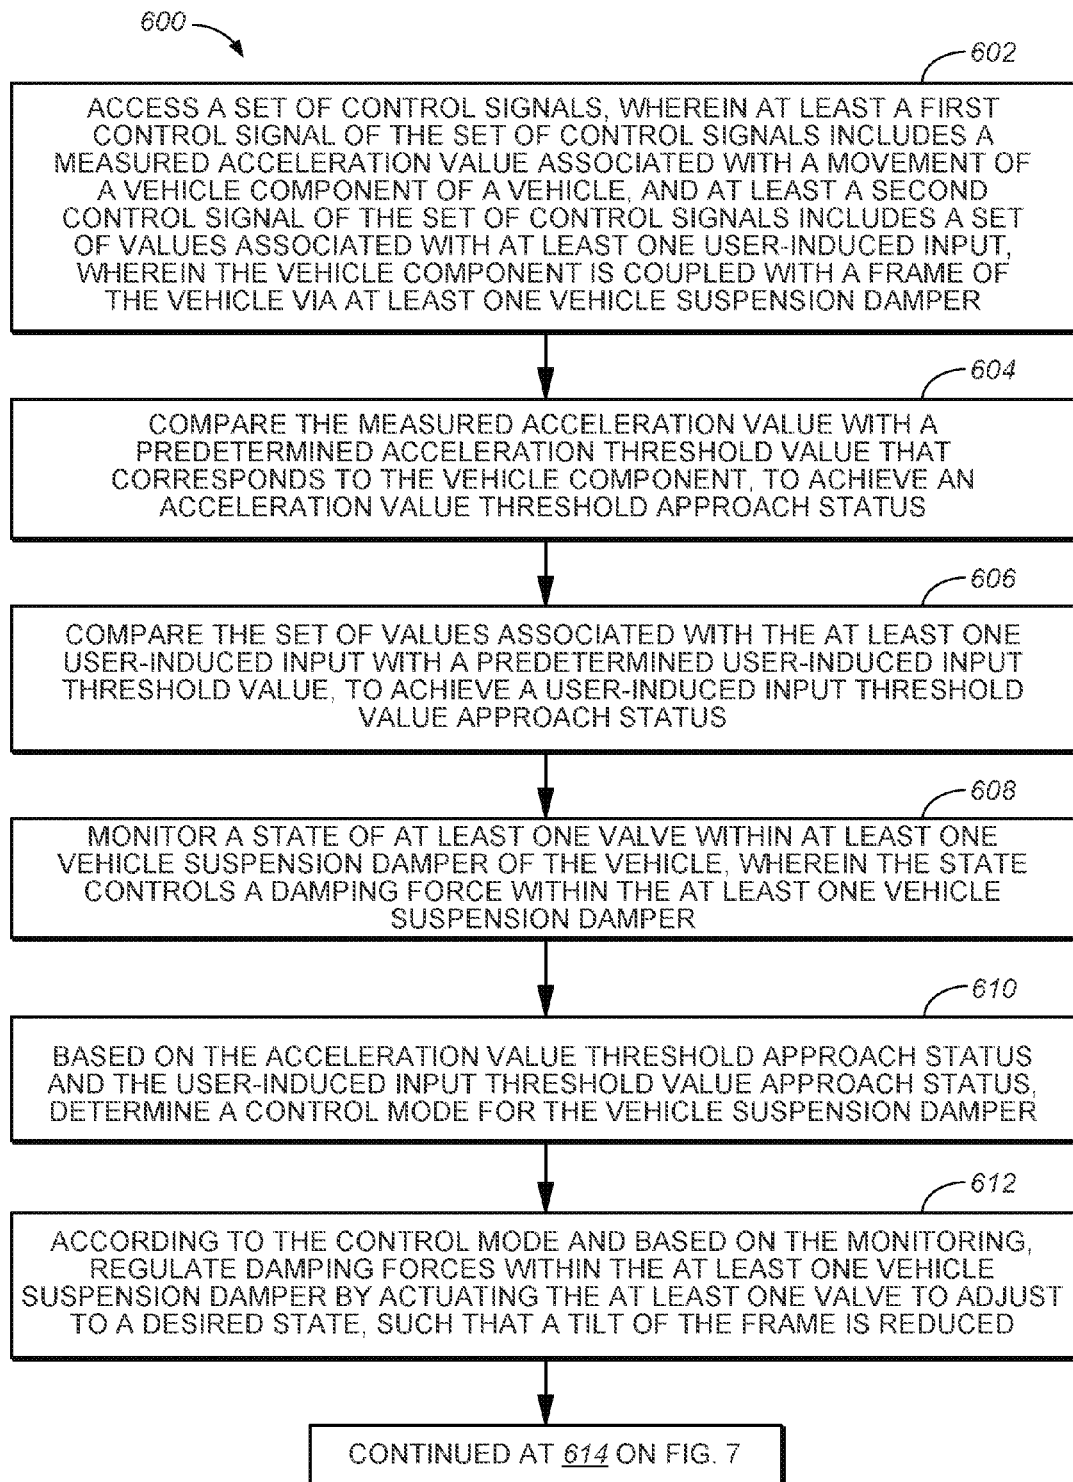 600
602
ACCESS A SET OF CONTROL SIGNALS, WHEREIN AT LEAST A FIRST
CONTROL SIGNAL OF THE SET OF CONTROL SIGNALS INCLUDES A
MEASURED ACCELERATION VALUE ASSOCIATED WITH A MOVEMENT OF
A VEHICLE COMPONENT OF A VEHICLE, AND AT LEAST A SECOND
CONTROL SIGNAL OF THE SET OF CONTROL SIGNALS INCLUDES A SET
OF VALUES ASSOCIATED WITH AT LEAST ONE USER-INDUCED INPUT,
WHEREIN THE VEHICLE COMPONENT IS COUPLED WITH A FRAME OF
THE VEHICLE VIA AT LEAST ONE VEHICLE SUSPENSION DAMPER
604
COMPARE THE MEASURED ACCELERATION VALUE WITH A
PREDETERMINED ACCELERATION THRESHOLD VALUE THAT
CORRESPONDS TO THE VEHICLE COMPONENT, TO ACHIEVE AN
ACCELERATION VALUE THRESHOLD APPROACH STATUS
606
COMPARE THE SET OF VALUES ASSOCIATED WITH THE AT LEAST ONE
USER-INDUCED INPUT WITH A PREDETERMINED USER-INDUCED INPUT
THRESHOLD VALUE, TO ACHIEVE A USER-INDUCED INPUT THRESHOLD
VALUE APPROACH STATUS
608
MONITOR A STATE OF AT LEAST ONE VALVE WITHIN AT LEAST ONE
VEHICLE SUSPENSION DAMPER OF THE VEHICLE, WHEREIN THE STATE
CONTROLS A DAMPING FORCE WITHIN THE AT LEAST ONE VEHICLE
SUSPENSION DAMPER
610
BASED ON THE ACCELERATION VALUE THRESHOLD APPROACH STATUS
AND THE USER-INDUCED INPUT THRESHOLD VALUE APPROACH STATUS,
DETERMINE A CONTROL MODE FOR THE VEHICLE SUSPENSION DAMPER
612
ACCORDING TO THE CONTROL MODE AND BASED ON THE MONITORING,
REGULATE DAMPING FORCES WITHIN THE AT LEAST ONE VEHICLE
SUSPENSION DAMPER BY ACTUATING THE AT LEAST ONE VALVE TO ADJUST
TO A DESIRED STATE, SUCH THAT A TILT OF THE FRAME IS REDUCED
CONTINUED AT 614 ON FIG. 7